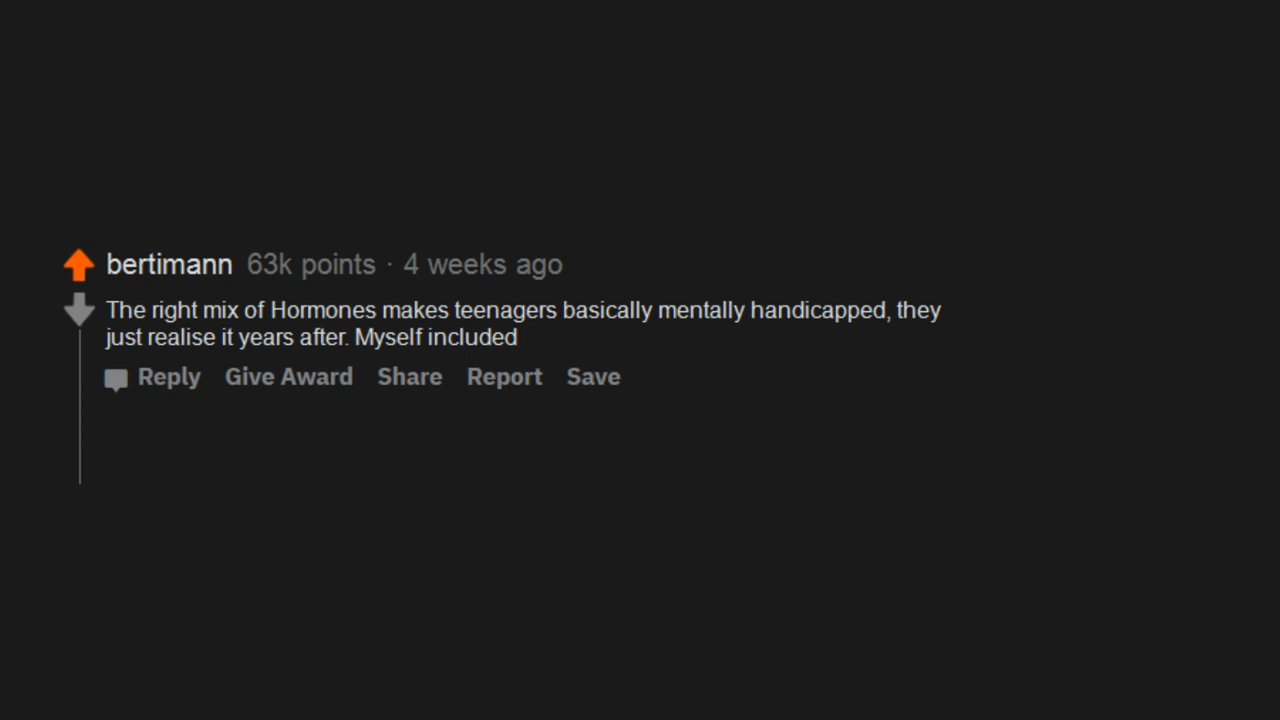 bertimann 63k points · 4 weeks ago
The right mix of Hormones makes teenagers basically mentally handicapped, they
just realise it years after. Myself included
Reply Give Award Share Report Save